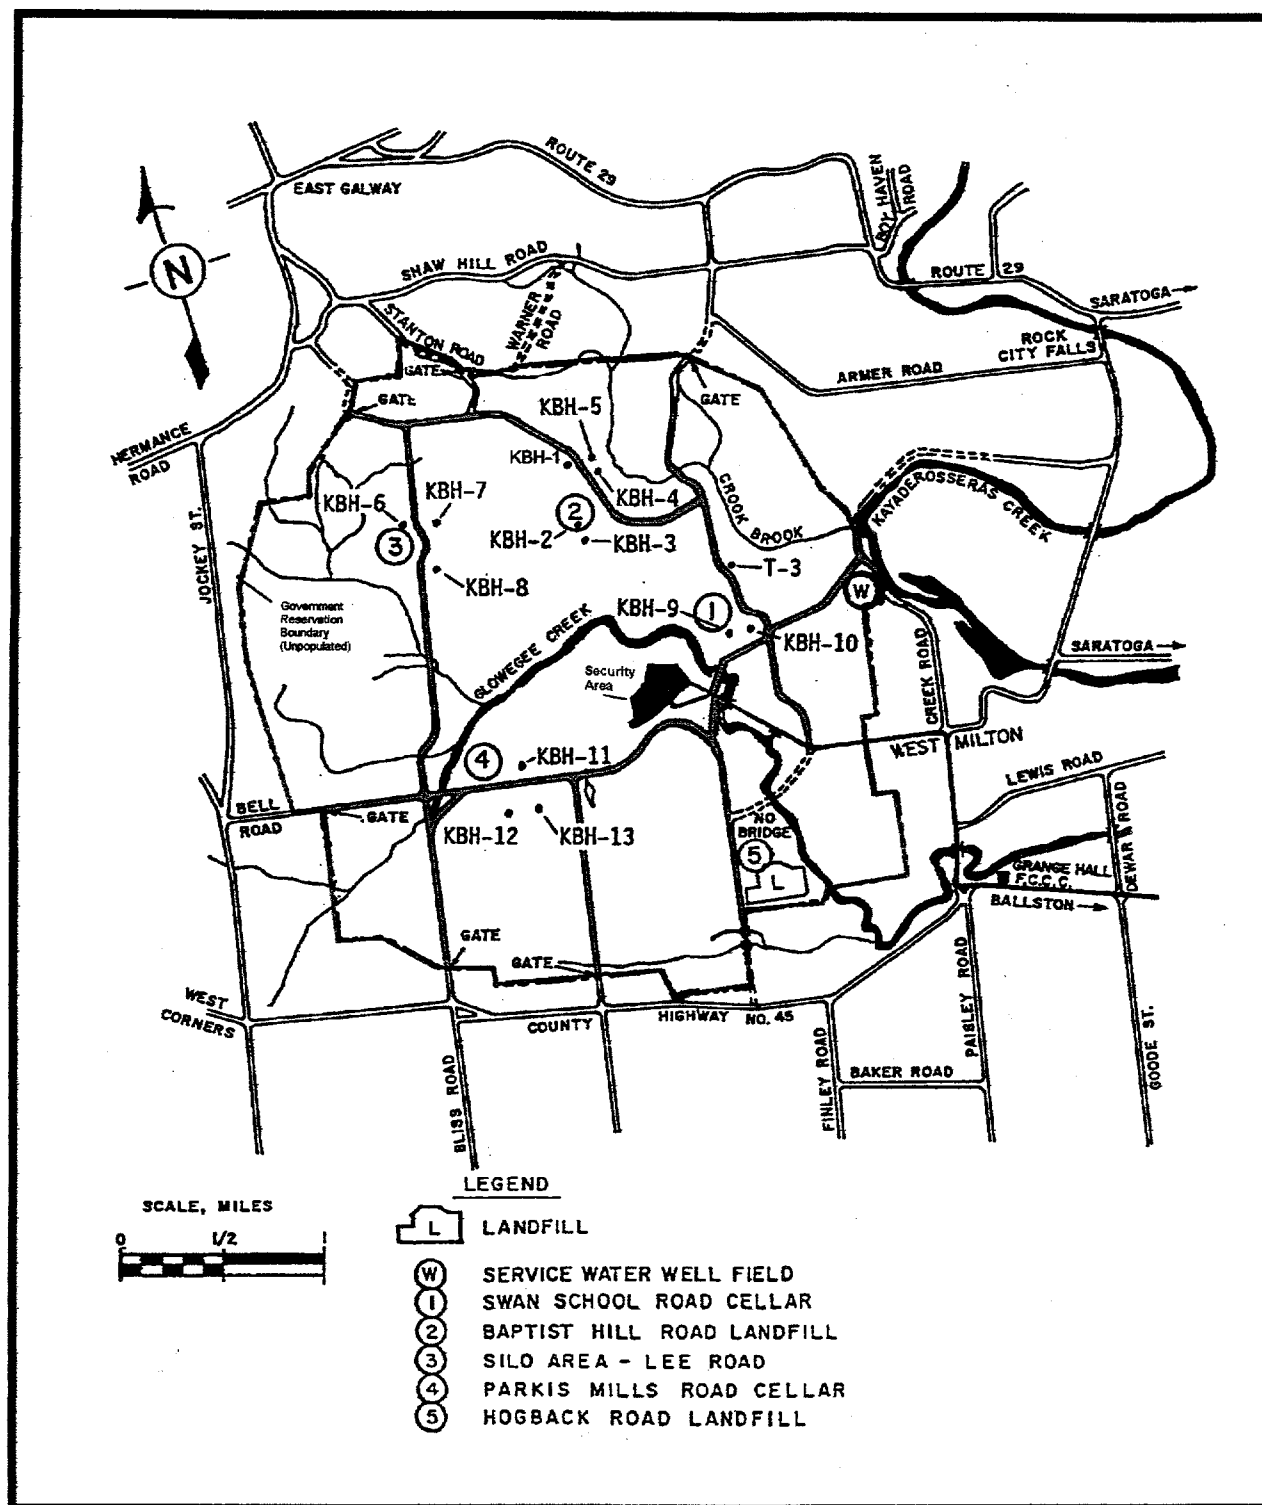 ROUTE 29
BOY HAVEN
ROAD
EAST GALWAY
N
SHAW HILL ROAD
ROUTE 29
SARATOGA
STANTON ROAD
WARNER
ROAD
ROCK
CITY FALLS
GATE
ARMER ROAD
GATE
GATE
KBH-5
HERMANCE
ROAD
KBH-1
KBH-4
CROOK BROOK
KAYADEROSSERAS CREEK
KBH-6
KBH-7
2
3
KBH-2
KBH-3
JOCKEY ST.
KBH-8
T-3
W
Government
Reservation
Boundary
(Unpopulated)
GLOWEGEE CREEK
KBH-9
1
KBH-10
SARATOGA
Security
Area
CREEK ROAD
WEST MILTON
4
KBH-11
LEWIS ROAD
BELL
ROAD
GATE
KBH-12
KBH-13
NO
BRIDGE
DEWAR ROAD
5
L
GRANGE HALL
F.C.C.C.
BALLSTON
GATE
GATE
WEST
CORNERS
COUNTY
HIGHWAY
NO. 45
BLISS ROAD
FINLEY ROAD
PAISLEY ROAD
BAKER ROAD
GOODE ST.
LEGEND
SCALE, MILES
0 1/2 1
L LANDFILL
W SERVICE WATER WELL FIELD
1 SWAN SCHOOL ROAD CELLAR
2 BAPTIST HILL ROAD LANDFILL
3 SILO AREA - LEE ROAD
4 PARKIS MILLS ROAD CELLAR
5 HOGBACK ROAD LANDFILL